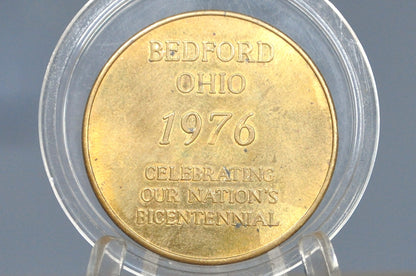 BEDFORD
OHIO
1976
CELEBRATING
OUR NATION'S
BICENTENNIAL